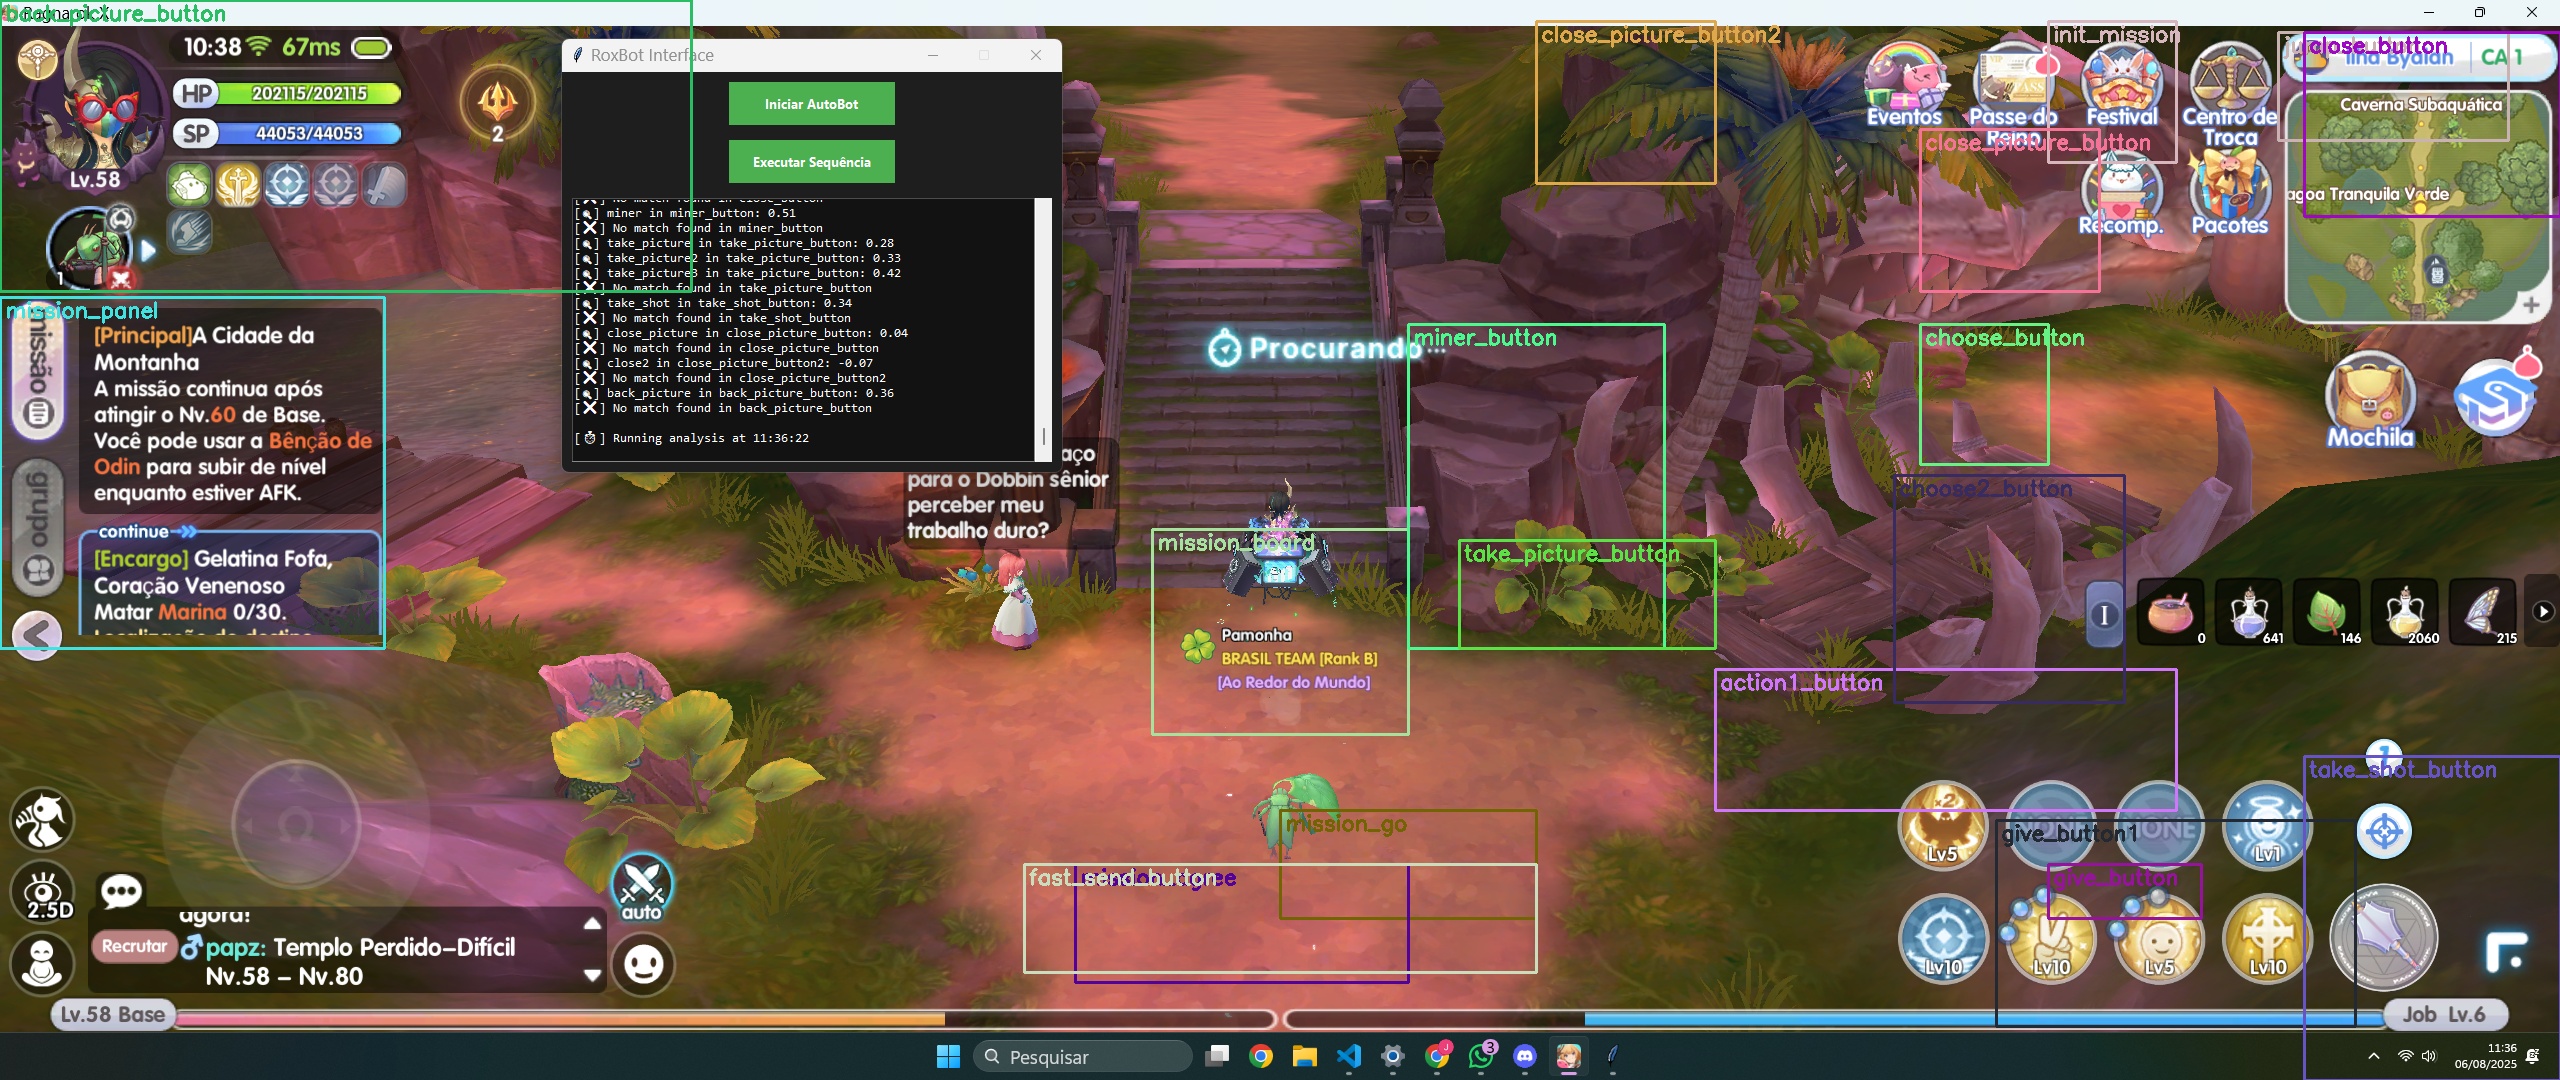 back_picture_button
10:38 67ms
HP 202115/202115
SP 44053/44053
Lv.58
2
1
RoxBot Interface
Iniciar AutoBot
Executar Sequência
[🔍] miner in miner_button: 0.51
[❌] No match found in miner_button
[🔍] take_picture in take_picture_button: 0.28
[🔍] take_picture2 in take_picture_button: 0.33
[🔍] take_picture3 in take_picture_button: 0.42
[❌] No match found in take_picture_button
[🔍] take_shot in take_shot_button: 0.34
[❌] No match found in take_shot_button
[🔍] close_picture in close_picture_button: 0.04
[❌] No match found in close_picture_button
[🔍] close2 in close_picture_button2: -0.07
[❌] No match found in close_picture_button2
[🔍] back_picture in back_picture_button: 0.36
[❌] No match found in back_picture_button
[⏱] Running analysis at 11:36:22
close_picture_button2
init_mission
close_button
CA 1
Eventos
Passe do
Reino
Festival
Centro de
Troca
close_picture_button
Recomp.
Pacotes
Caverna Subaquática
agoa Tranquila Verde
mission_panel
missão
grupo
[Principal]A Cidade da
Montanha
A missão continua após
atingir o Nv.60 de Base.
Você pode usar a Bênção de
Odin para subir de nível
enquanto estiver AFK.
continue
[Encargo] Gelatina Fofa,
Coração Venenoso
Matar Marina 0/30.
Procurando...
miner_button
choose_button
Mochila
aço
para o Dobbin sênior
perceber meu
trabalho duro?
choose2_button
mission_board
take_picture_button
Pamonha
BRASIL TEAM [Rank B]
[Ao Redor do Mundo]
I
0
641
146
2060
215
action1_button
take_shot_button
mission_go
fast_send_button
give_button1
give_button
×2
Lv5
NONE
Lv1
Lv10
Lv10
Lv5
Lv10
2.5D
auto
agora!
Recrutar papz: Templo Perdido-Difícil
Nv.58 - Nv.80
Lv.58 Base
Job Lv.6
Pesquisar
J
3
11:36
06/08/2025